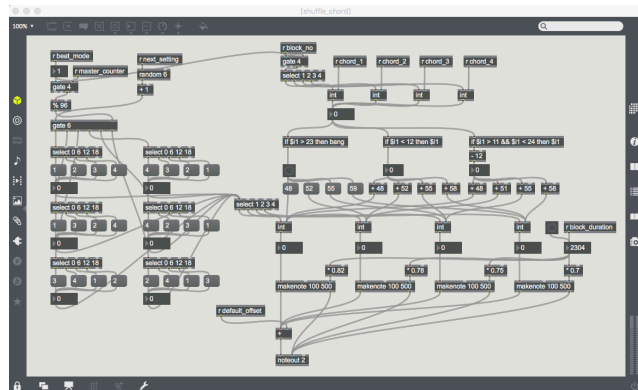 [shuffle_chord]
100%
r beat_mode
r next_setting
r block_no
1
r master_counter
gate 4
random 6
gate 4
r chord_1
r chord_2
r chord_3
r chord_4
select 1 2 3 4
% 96
+ 1
int
int
int
int
gate 6
0
if $i1 > 23 then bang
if $i1 < 12 then $i1
if $i1 > 11 && $i1 < 24 then $i1
select 0 6 12 18
select 0 6 12 18
0
- 12
1
2
3
4
4
3
2
1
0
0
0
48
52
55
59
+ 48
+ 52
+ 55
+ 58
+ 48
+ 51
+ 55
+ 58
select 0 6 12 18
select 0 6 12 18
select 1 2 3 4
1
3
2
4
4
2
3
1
int
int
int
int
r block_duration
0
0
0
0
0
0
2304
select 0 6 12 18
select 0 6 12 18
* 0.82
* 0.78
* 0.75
* 0.7
3
4
1
2
2
4
1
3
makenote 100 500
makenote 100 500
makenote 100 500
makenote 100 500
0
0
r default_offset
+
noteout 2